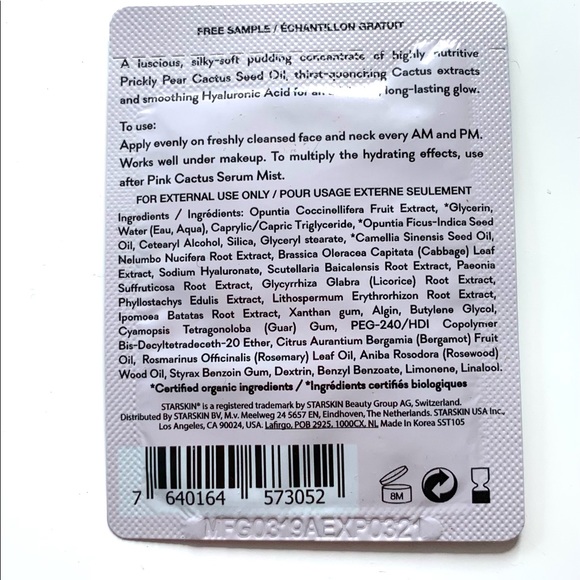 FREE SAMPLE / ÉCHANTILLON GRATUIT
A luscious, silky-soft pudding concentrate of highly nutritive
Prickly Pear Cactus Seed Oil, thirst-quenching Cactus extracts
and smoothing Hyaluronic Acid for an , long-lasting glow.
To use:
Apply evenly on freshly cleansed face and neck every AM and PM.
Works well under makeup. To multiply the hydrating effects, use
after Pink Cactus Serum Mist.
FOR EXTERNAL USE ONLY / POUR USAGE EXTERNE SEULEMENT
Ingredients / Ingrédients: Opuntia Coccinellifera Fruit Extract, *Glycerin,
Water (Eau, Aqua), Caprylic/Capric Triglyceride, *Opuntia Ficus-Indica Seed
Oil, Cetearyl Alcohol, Silica, Glyceryl stearate, *Camellia Sinensis Seed Oil,
Nelumbo Nucifera Root Extract, Brassica Oleracea Capitata (Cabbage) Leaf
Extract, Sodium Hyaluronate, Scutellaria Baicalensis Root Extract, Paeonia
Suffruticosa Root Extract, Glycyrrhiza Glabra (Licorice) Root Extract,
Phyllostachys Edulis Extract, Lithospermum Erythrorhizon Root Extract,
Ipomoea Batatas Root Extract, Xanthan gum, Algin, Butylene Glycol,
Cyamopsis Tetragonoloba (Guar) Gum, PEG-240/HDI Copolymer
Bis-Decyltetradeceth-20 Ether, Citrus Aurantium Bergamia (Bergamot) Fruit
Oil, Rosmarinus Officinalis (Rosemary) Leaf Oil, Aniba Rosodora (Rosewood)
Wood Oil, Styrax Benzoin Gum, Dextrin, Benzyl Benzoate, Limonene, Linalool.
*Certified organic ingredients / *Ingrédients certifiés biologiques
STARSKIN® is a registered trademark by STARSKIN Beauty Group AG, Switzerland.
Distributed By STARSKIN BV, M.v. Meelweg 24 5657 EN, Eindhoven, The Netherlands. STARSKIN USA Inc.,
Los Angeles, CA 90024, USA. Lafirgo, POB 2925, 1000CX, NL Made In Korea SST105
7 640164 573052
8M
MFG0319AEXP0321